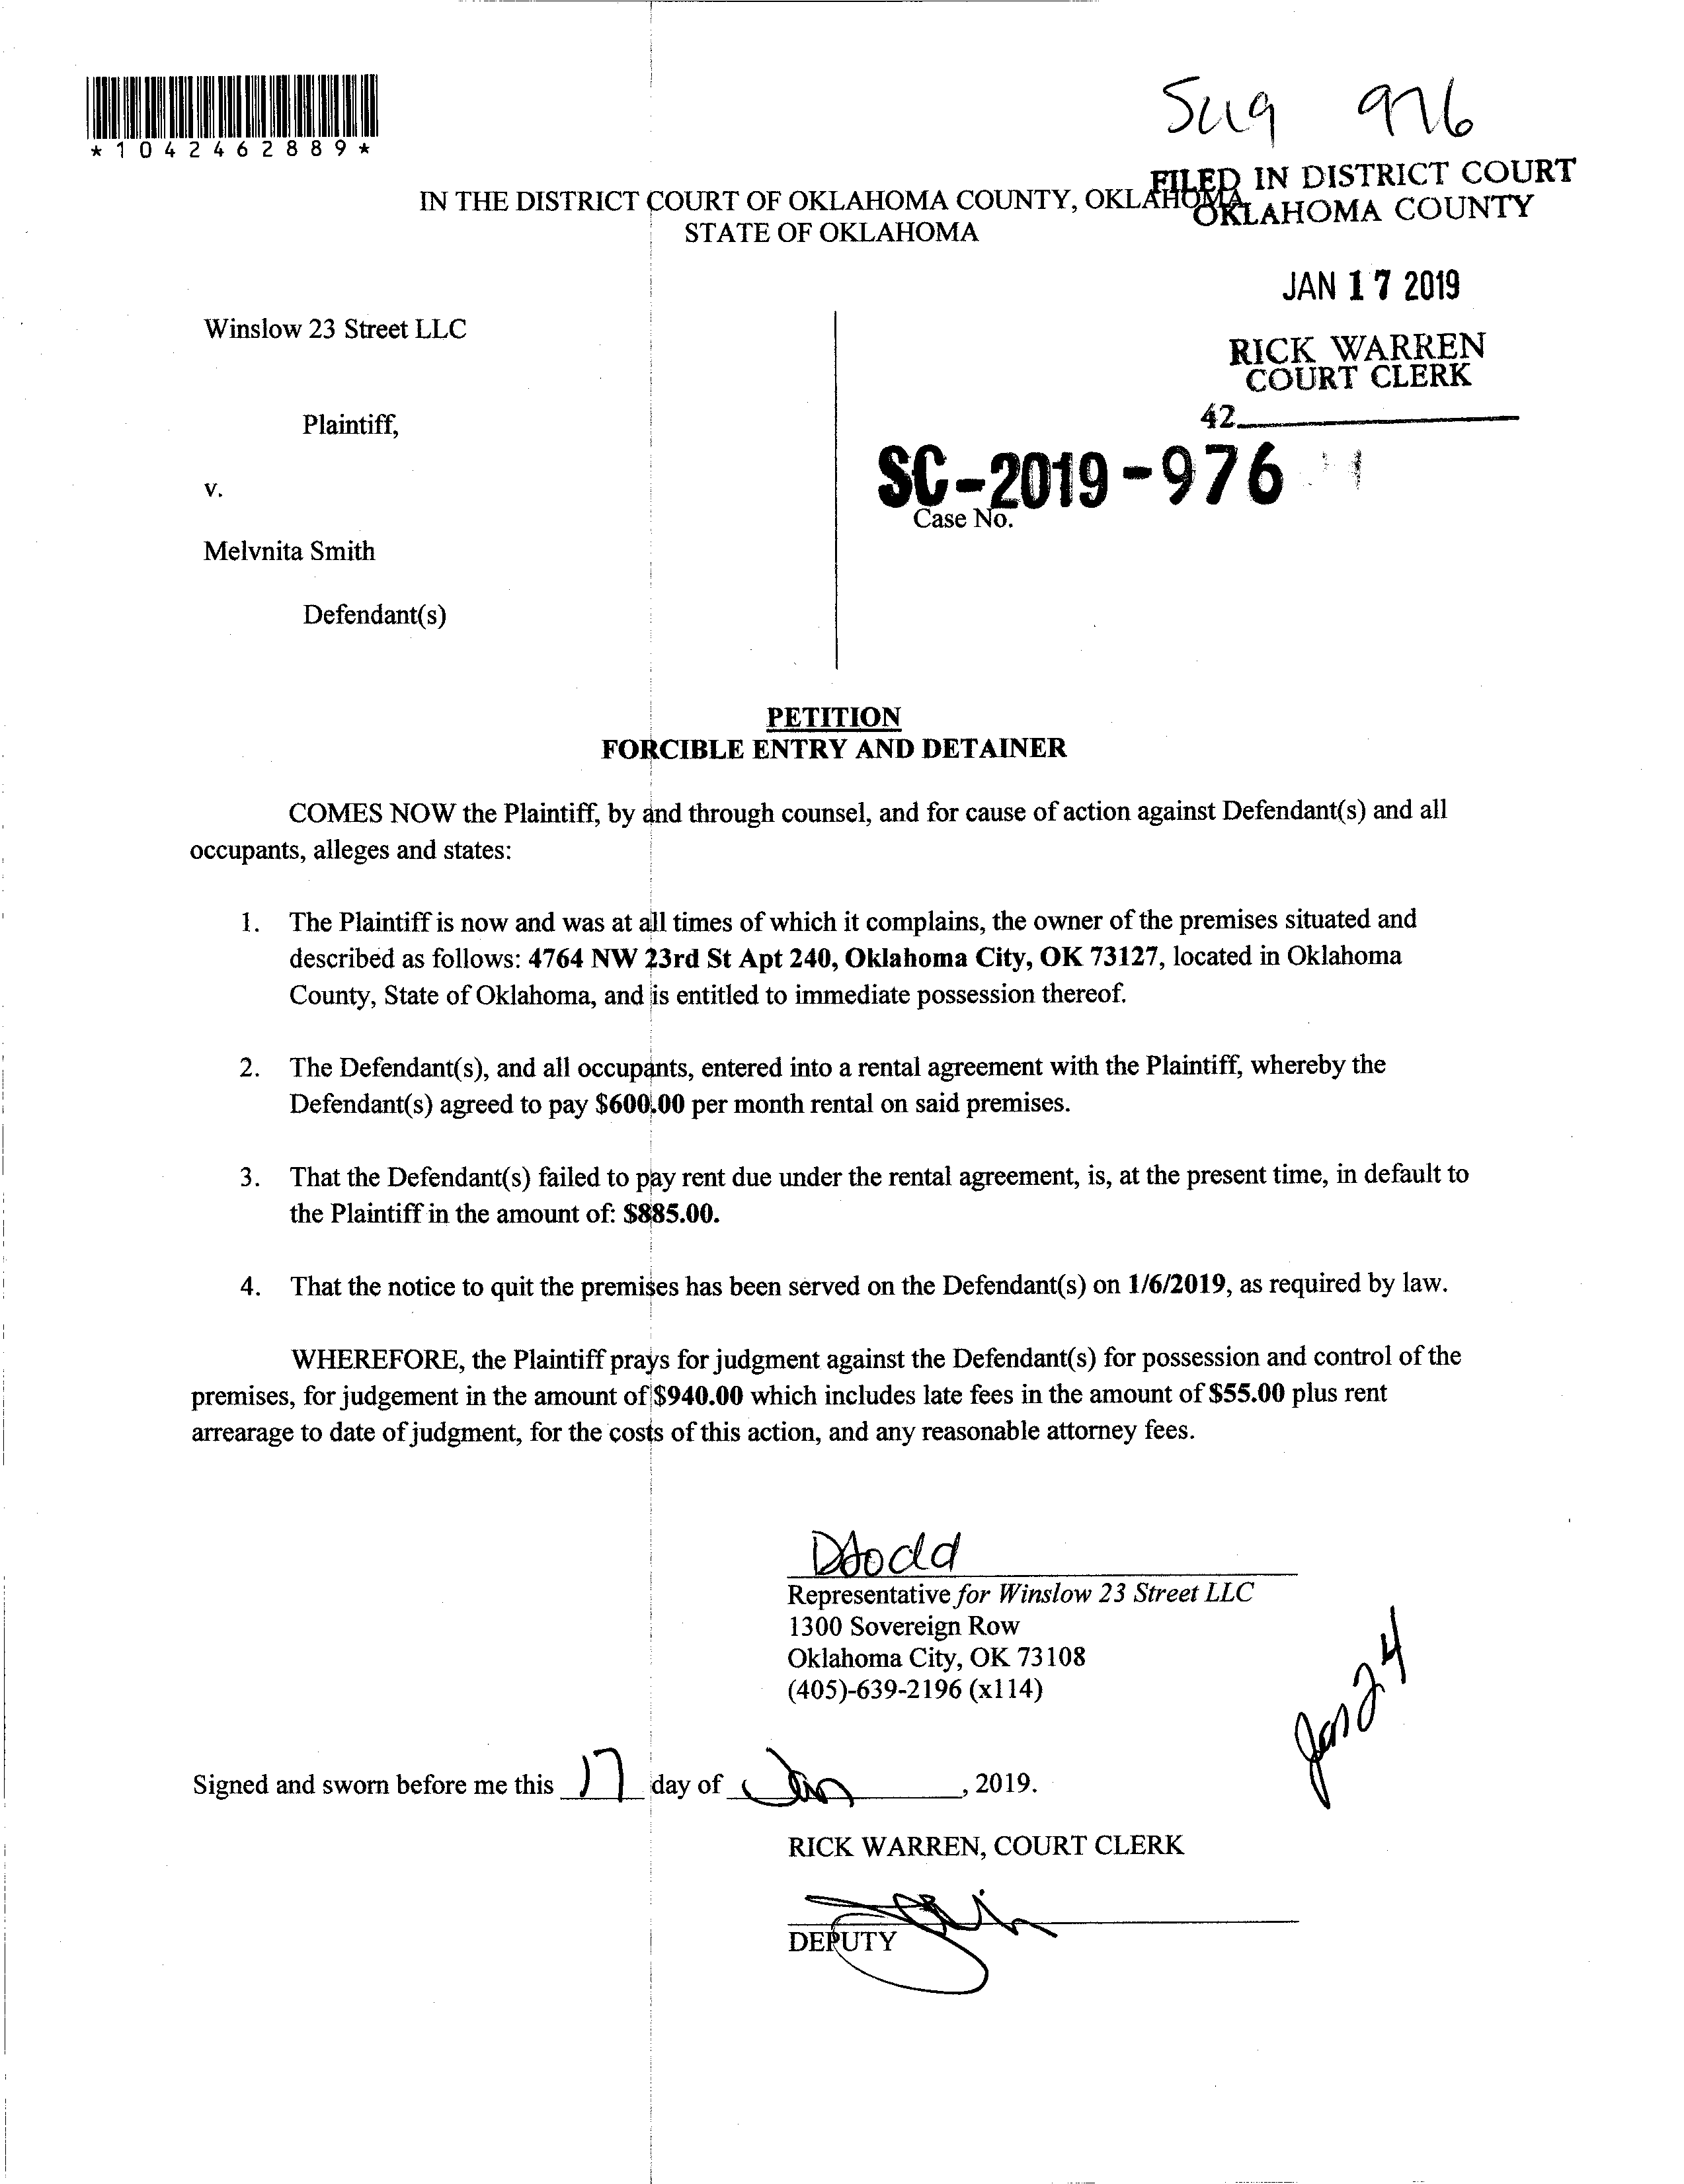 *1042462889*
SC19 976
IN THE DISTRICT COURT OF OKLAHOMA COUNTY, OKLAHOMA
STATE OF OKLAHOMA
FILED IN DISTRICT COURT
OKLAHOMA COUNTY
JAN 17 2019
RICK WARREN
COURT CLERK
42
Winslow 23 Street LLC
Plaintiff,
v.
SC-2019-976
Case No.
Melvnita Smith
Defendant(s)
PETITION
FORCIBLE ENTRY AND DETAINER
COMES NOW the Plaintiff, by and through counsel, and for cause of action against Defendant(s) and all
occupants, alleges and states:
1. The Plaintiff is now and was at all times of which it complains, the owner of the premises situated and
described as follows: 4764 NW 23rd St Apt 240, Oklahoma City, OK 73127, located in Oklahoma
County, State of Oklahoma, and is entitled to immediate possession thereof.
2. The Defendant(s), and all occupants, entered into a rental agreement with the Plaintiff, whereby the
Defendant(s) agreed to pay $600.00 per month rental on said premises.
3. That the Defendant(s) failed to pay rent due under the rental agreement, is, at the present time, in default to
the Plaintiff in the amount of: $885.00.
4. That the notice to quit the premises has been served on the Defendant(s) on 1/6/2019, as required by law.
WHEREFORE, the Plaintiff prays for judgment against the Defendant(s) for possession and control of the
premises, for judgement in the amount of $940.00 which includes late fees in the amount of $55.00 plus rent
arrearage to date of judgment, for the costs of this action, and any reasonable attorney fees.
Representative for Winslow 23 Street LLC
1300 Sovereign Row
Oklahoma City, OK 73108
(405)-639-2196 (x114)
Jan 24
Signed and sworn before me this 17 day of Jan, 2019.
RICK WARREN, COURT CLERK
DEPUTY